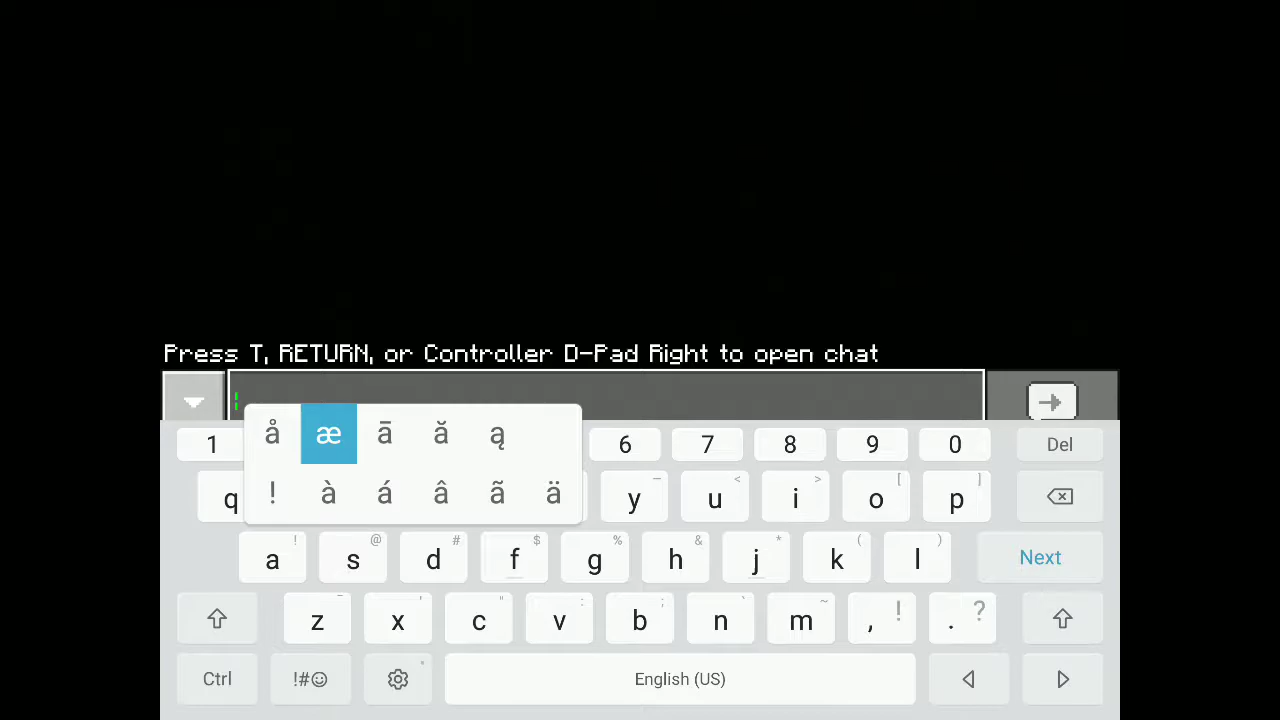 Press T, RETURN, or Controller D-Pad Right to open chat
å æ ā ă ą
! à á â ã ä
1 6 7 8 9 0 Del
q y - u < i > o [ p ]
a ! s @ d # f $ g % h & j * k ( l ) Next
z - x ' c " v : b ; n ` m ~ , ! . ?
Ctrl !#☺ English (US)